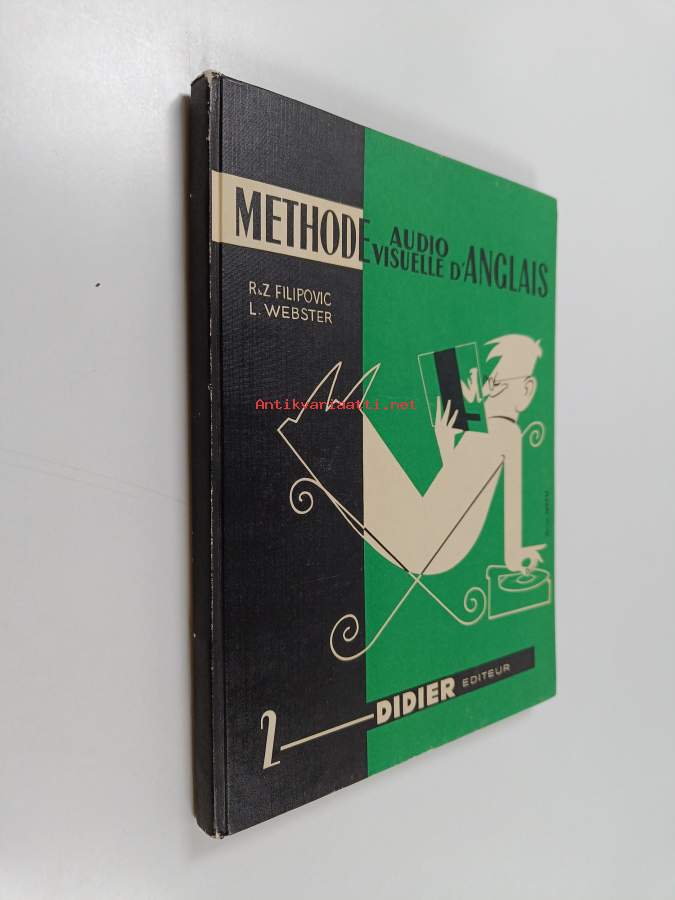 METHODE AUDIO VISUELLE D'ANGLAIS
R&Z FILIPOVIC
L. WEBSTER
Antikvariaatti.net
2 DIDIER EDITEUR